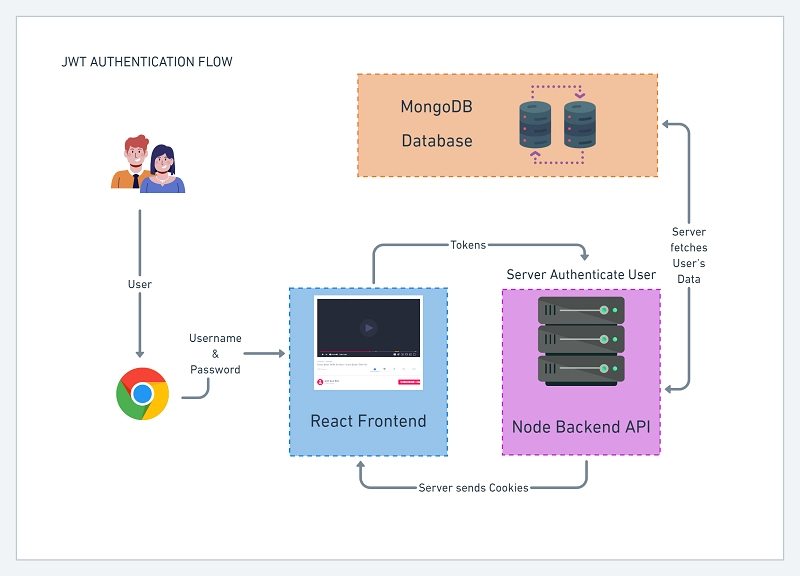 JWT AUTHENTICATION FLOW
MongoDB
Database
User
Username
&
Password
Tokens
Server Authenticate User
Server
fetches
User's
Data
React Frontend
Node Backend API
Server sends Cookies